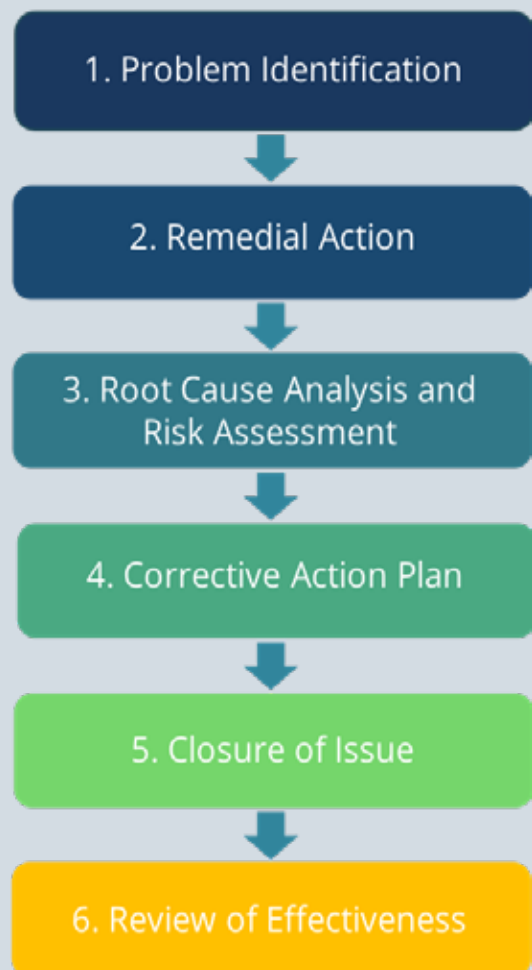 1. Problem Identification
2. Remedial Action
3. Root Cause Analysis and
Risk Assessment
4. Corrective Action Plan
5. Closure of Issue
6. Review of Effectiveness